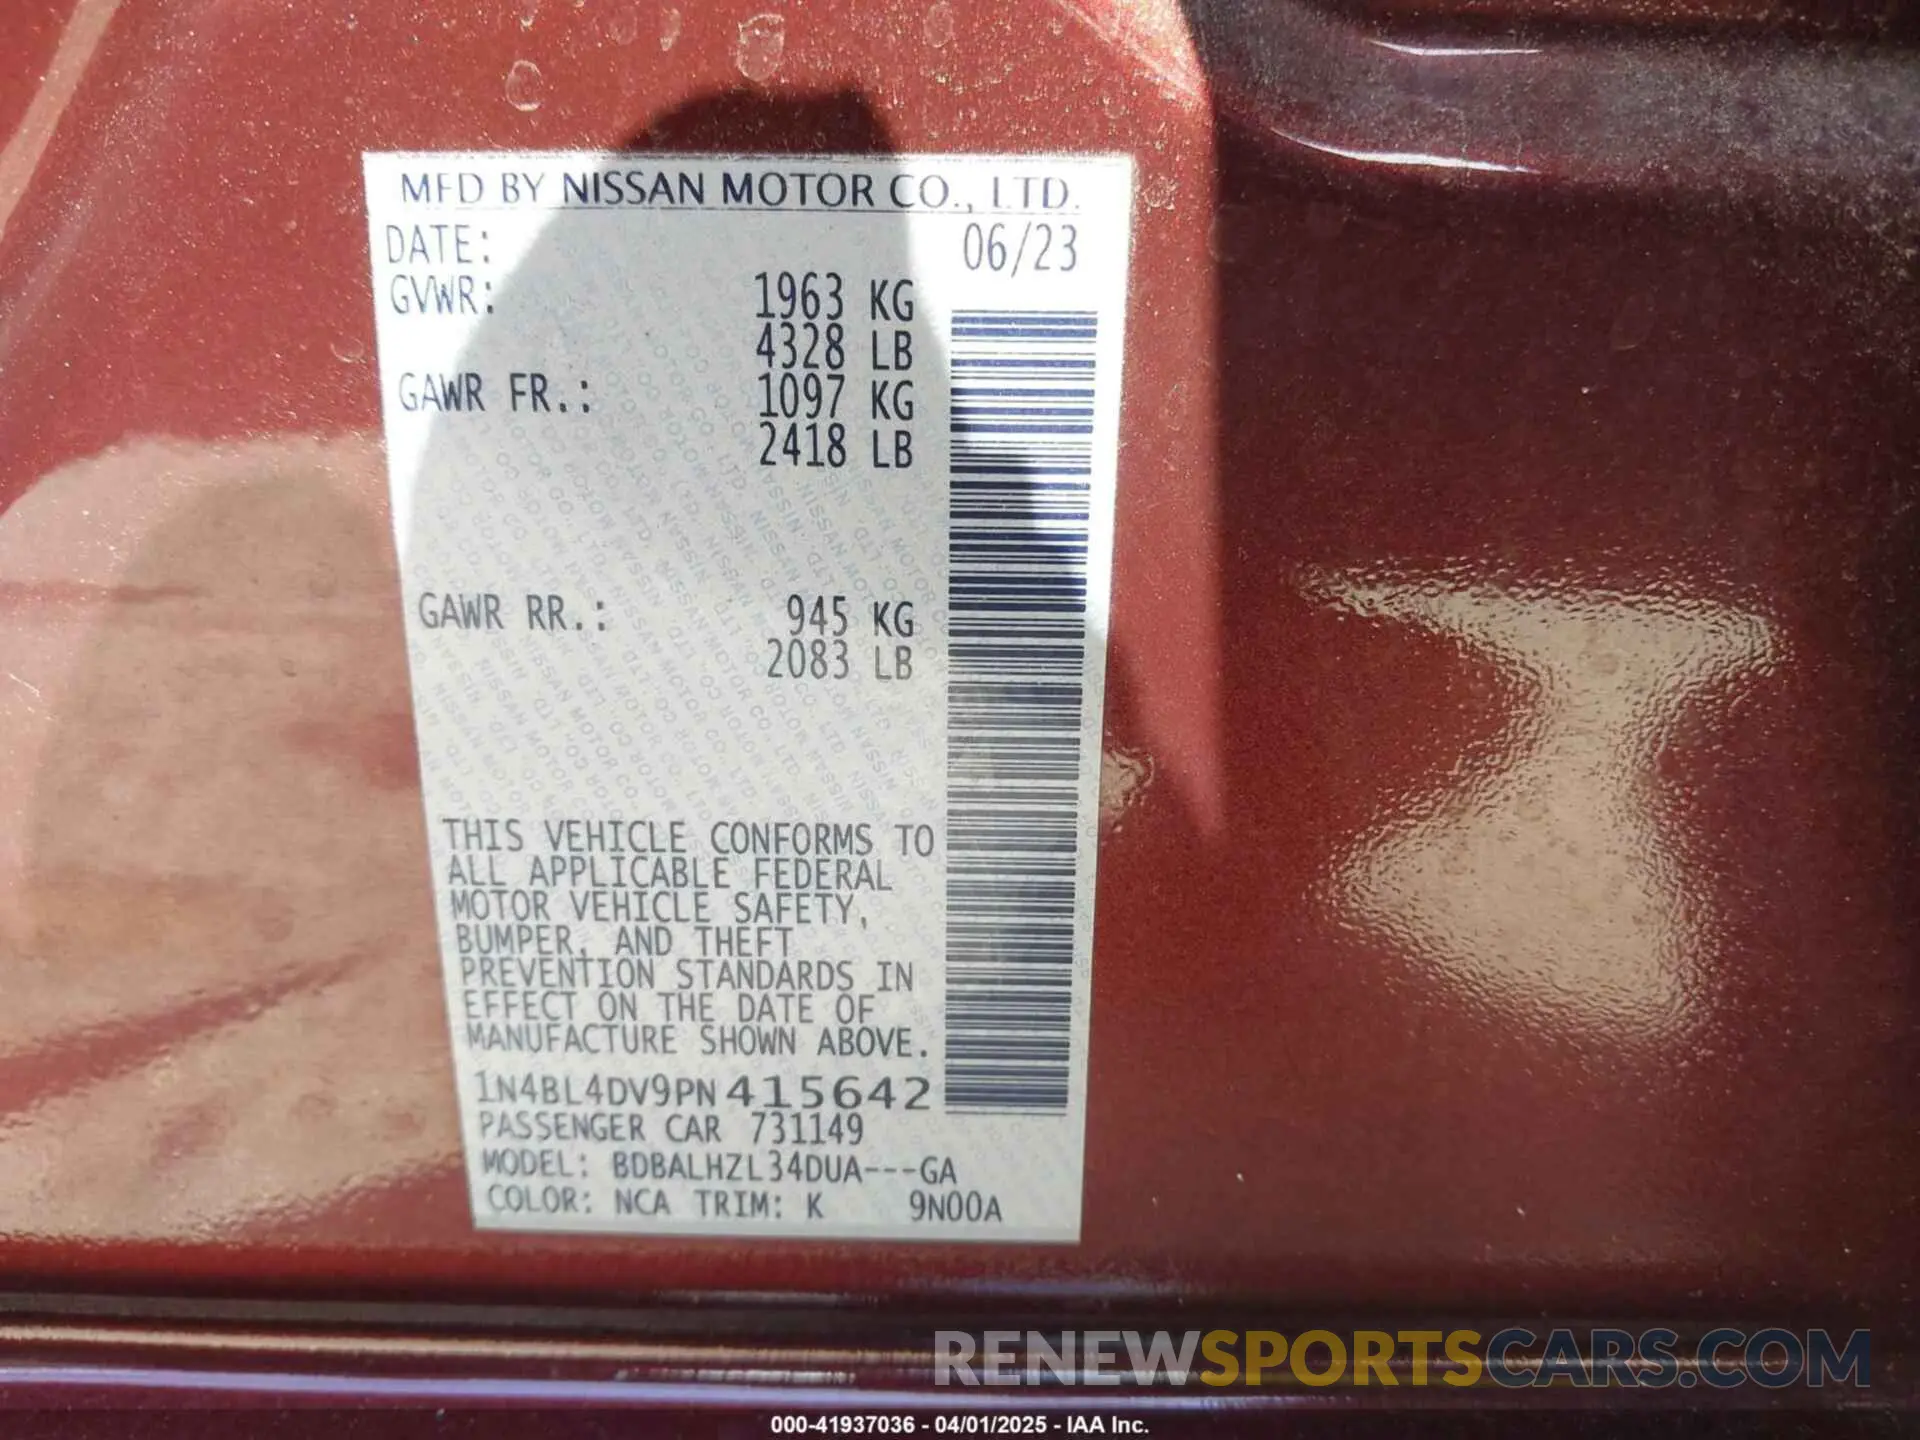 MFD BY NISSAN MOTOR CO., LTD.
DATE: 06/23
GVWR: 1963 KG
4328 LB
GAWR FR.: 1097 KG
2418 LB
GAWR RR.: 945 KG
2083 LB
THIS VEHICLE CONFORMS TO
ALL APPLICABLE FEDERAL
MOTOR VEHICLE SAFETY,
BUMPER, AND THEFT
PREVENTION STANDARDS IN
EFFECT ON THE DATE OF
MANUFACTURE SHOWN ABOVE.
1N4BL4DV9PN415642
PASSENGER CAR 731149
MODEL: BDBALHZL34DUA---GA
COLOR: NCA TRIM: K 9N00A
RENEWSPORTSCARS.COM
000-41937036 - 04/01/2025 - IAA Inc.